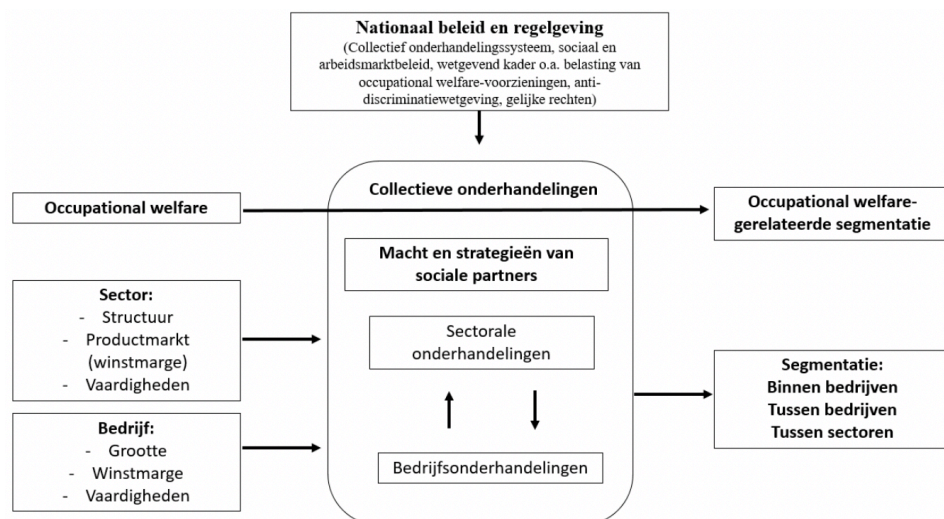 Nationaal beleid en regelgeving
(Collectief onderhandelingssysteem, sociaal en
arbeidsmarktbeleid, wetgevend kader o.a. belasting van
occupational welfare-voorzieningen, anti-
discriminatiewetgeving, gelijke rechten)
Collectieve onderhandelingen
Occupational welfare
Occupational welfare-
gerelateerde segmentatie
Macht en strategieën van
sociale partners
Sector:
- Structuur
- Productmarkt
(winstmarge)
- Vaardigheden
Sectorale
onderhandelingen
Segmentatie:
Binnen bedrijven
Tussen bedrijven
Tussen sectoren
Bedrijf:
- Grootte
- Winstmarge
- Vaardigheden
Bedrijfsonderhandelingen